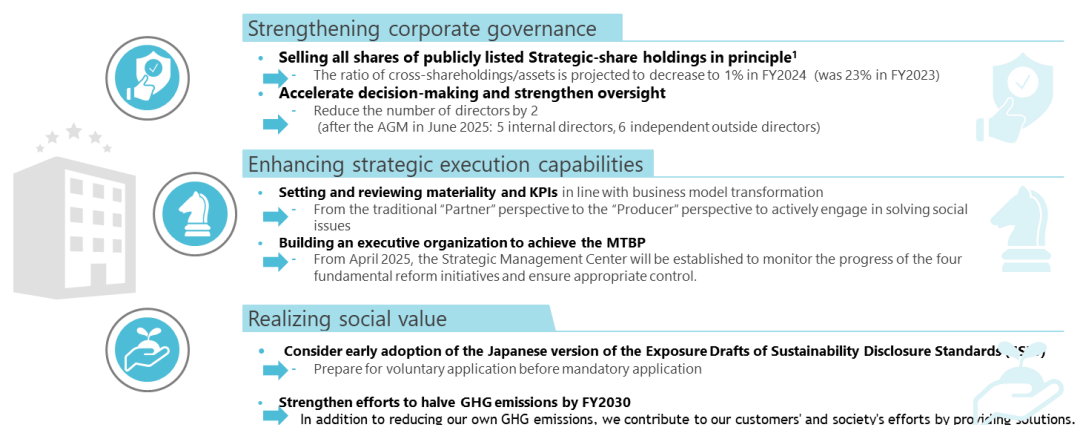 Strengthening corporate governance
• Selling all shares of publicly listed Strategic-share holdings in principle¹
- The ratio of cross-shareholdings/assets is projected to decrease to 1% in FY2024 (was 23% in FY2023)
• Accelerate decision-making and strengthen oversight
- Reduce the number of directors by 2
(after the AGM in June 2025: 5 internal directors, 6 independent outside directors)
Enhancing strategic execution capabilities
• Setting and reviewing materiality and KPIs in line with business model transformation
- From the traditional “Partner” perspective to the “Producer” perspective to actively engage in solving social
issues
• Building an executive organization to achieve the MTBP
- From April 2025, the Strategic Management Center will be established to monitor the progress of the four
fundamental reform initiatives and ensure appropriate control.
Realizing social value
• Consider early adoption of the Japanese version of the Exposure Drafts of Sustainability Disclosure Standards
- Prepare for voluntary application before mandatory application
• Strengthen efforts to halve GHG emissions by FY2030
In addition to reducing our own GHG emissions, we contribute to our customers' and society's efforts by providing solutions.